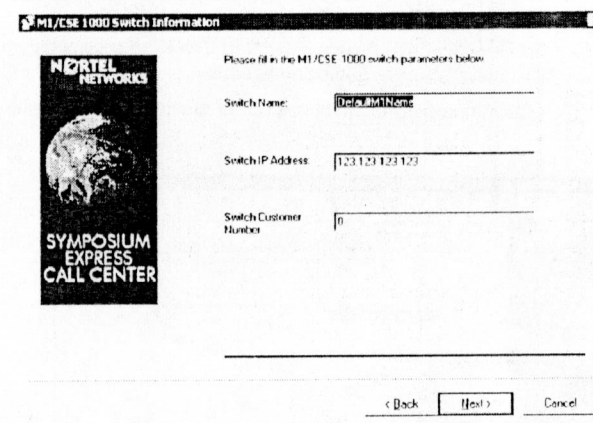 M1/CSE 1000 Switch Information
NORTEL
NETWORKS
SYMPOSIUM
EXPRESS
CALL CENTER
Please fill in the M1/CSE 1000 switch parameters below
Switch Name:
DefaultM1Name
Switch IP Address:
123.123.123.123
Switch Customer
Number
0
< Back
Next >
Cancel